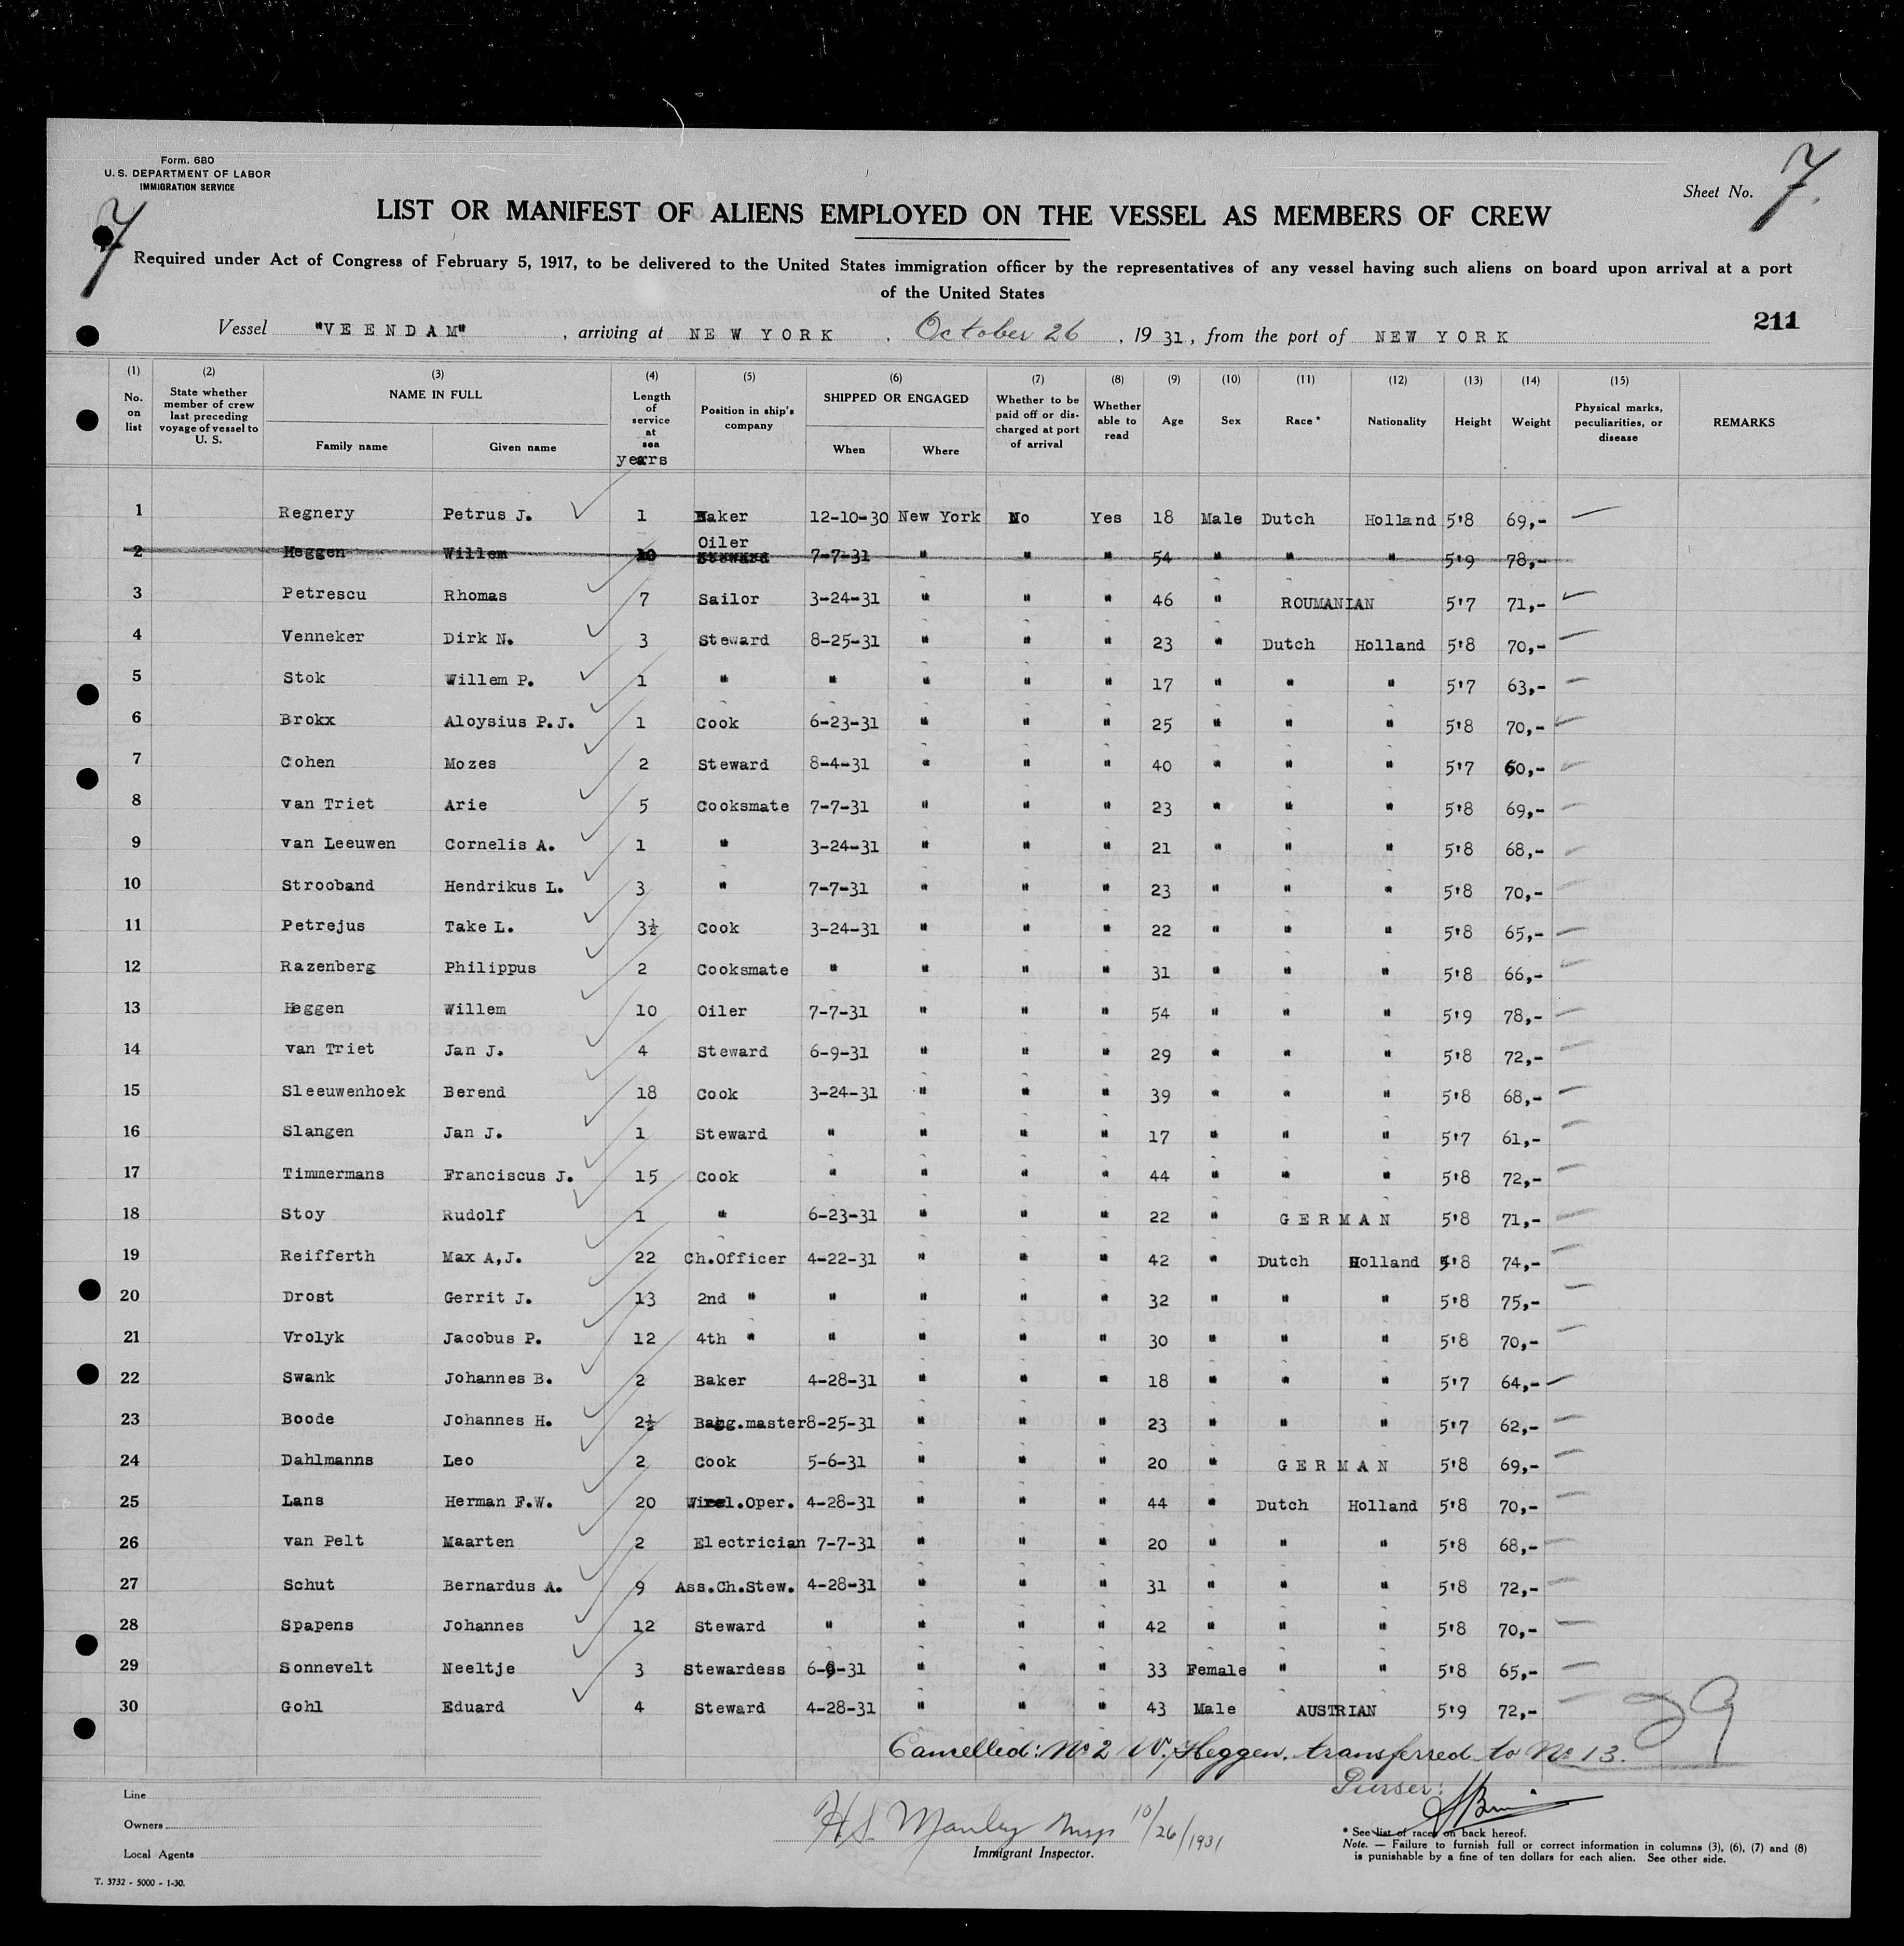 Form. 680
U. S. DEPARTMENT OF LABOR
IMMIGRATION SERVICE
7
Sheet No. 7
LIST OR MANIFEST OF ALIENS EMPLOYED ON THE VESSEL AS MEMBERS OF CREW
Required under Act of Congress of February 5, 1917, to be delivered to the United States immigration officer by the representatives of any vessel having such aliens on board upon arrival at a port
of the United States
Vessel "VEENDAM", arriving at NEW YORK, October 26, 1931, from the port of NEW YORK
211
(1) No. on list (2) State whether member of crew last preceding voyage of vessel to U. S. (3) NAME IN FULL Family name Given name (4) Length of service at sea years (5) Position in ship's company (6) SHIPPED OR ENGAGED When Where (7) Whether to be paid off or discharged at port of arrival (8) Whether able to read (9) Age (10) Sex (11) Race * (12) Nationality (13) Height (14) Weight (15) Physical marks, peculiarities, or disease REMARKS
1 Regnery Petrus J. 1 Baker 12-10-30 New York No Yes 18 Male Dutch Holland 5'8 69,-
2 Heggen Willem 10 Oiler Steward 7-7-31 " " " 54 " " " 5'9 78,-
3 Petrescu Rhomas 7 Sailor 3-24-31 " " " 46 " ROUMANIAN 5'7 71,-
4 Venneker Dirk N. 3 Steward 8-25-31 " " " 23 " Dutch Holland 5'8 70,-
5 Stok Willem P. 1 " " " " " 17 " " " 5'7 63,-
6 Brokx Aloysius P.J. 1 Cook 6-23-31 " " " 25 " " " 5'8 70,-
7 Cohen Mozes 2 Steward 8-4-31 " " " 40 " " " 5'7 60,-
8 van Triet Arie 5 Cooksmate 7-7-31 " " " 23 " " " 5'8 69,-
9 van Leeuwen Cornelis A. 1 " 3-24-31 " " " 21 " " " 5'8 68,-
10 Strooband Hendrikus L. 3 " 7-7-31 " " " 23 " " " 5'8 70,-
11 Petrejus Take L. 3½ Cook 3-24-31 " " " 22 " " " 5'8 65,-
12 Razenberg Philippus 2 Cooksmate " " " " 31 " " " 5'8 66,-
13 Heggen Willem 10 Oiler 7-7-31 " " " 54 " " " 5'9 78,-
14 van Triet Jan J. 4 Steward 6-9-31 " " " 29 " " " 5'8 72,-
15 Sleeuwenhoek Berend 18 Cook 3-24-31 " " " 39 " " " 5'8 68,-
16 Slangen Jan J. 1 Steward " " " " 17 " " " 5'7 61,-
17 Timmermans Franciscus J. 15 Cook " " " " 44 " " " 5'8 72,-
18 Stoy Rudolf 1 " 6-23-31 " " " 22 " GERMAN 5'8 71,-
19 Reifferth Max A,J. 22 Ch.Officer 4-22-31 " " " 42 " Dutch Holland 5'8 74,-
20 Drost Gerrit J. 13 2nd " " " " " 32 " " " 5'8 75,-
21 Vrolyk Jacobus P. 12 4th " " " " " 30 " " " 5'8 70,-
22 Swank Johannes B. 2 Baker 4-28-31 " " " 18 " " " 5'7 64,-
23 Boode Johannes H. 2½ Bagg.master 8-25-31 " " " 23 " " " 5'7 62,-
24 Dahlmanns Leo 2 Cook 5-6-31 " " " 20 " GERMAN 5'8 69,-
25 Lans Herman F.W. 20 Wirel.Oper. 4-28-31 " " " 44 " Dutch Holland 5'8 70,-
26 van Pelt Maarten 2 Electrician 7-7-31 " " " 20 " " " 5'8 68,-
27 Schut Bernardus A. 9 Ass.Ch.Stew. 4-28-31 " " " 31 " " " 5'8 72,-
28 Spapens Johannes 12 Steward " " " " 42 " " " 5'8 70,-
29 Sonnevelt Neeltje 3 Stewardess 6-9-31 " " " 33 Female " " 5'8 65,-
30 Gohl Eduard 4 Steward 4-28-31 " " " 43 Male AUSTRIAN 5'9 72,-
29
Cancelled: No 2 W. Heggen. transferred to No 13.
Purser:
Line
Owners
Local Agents
H.S. Manley Insp 10/26/1931
Immigrant Inspector.
* See list of races on back hereof.
Note. — Failure to furnish full or correct information in columns (3), (6), (7) and (8)
is punishable by a fine of ten dollars for each alien. See other side.
T. 3732 - 5000 - 1-30.